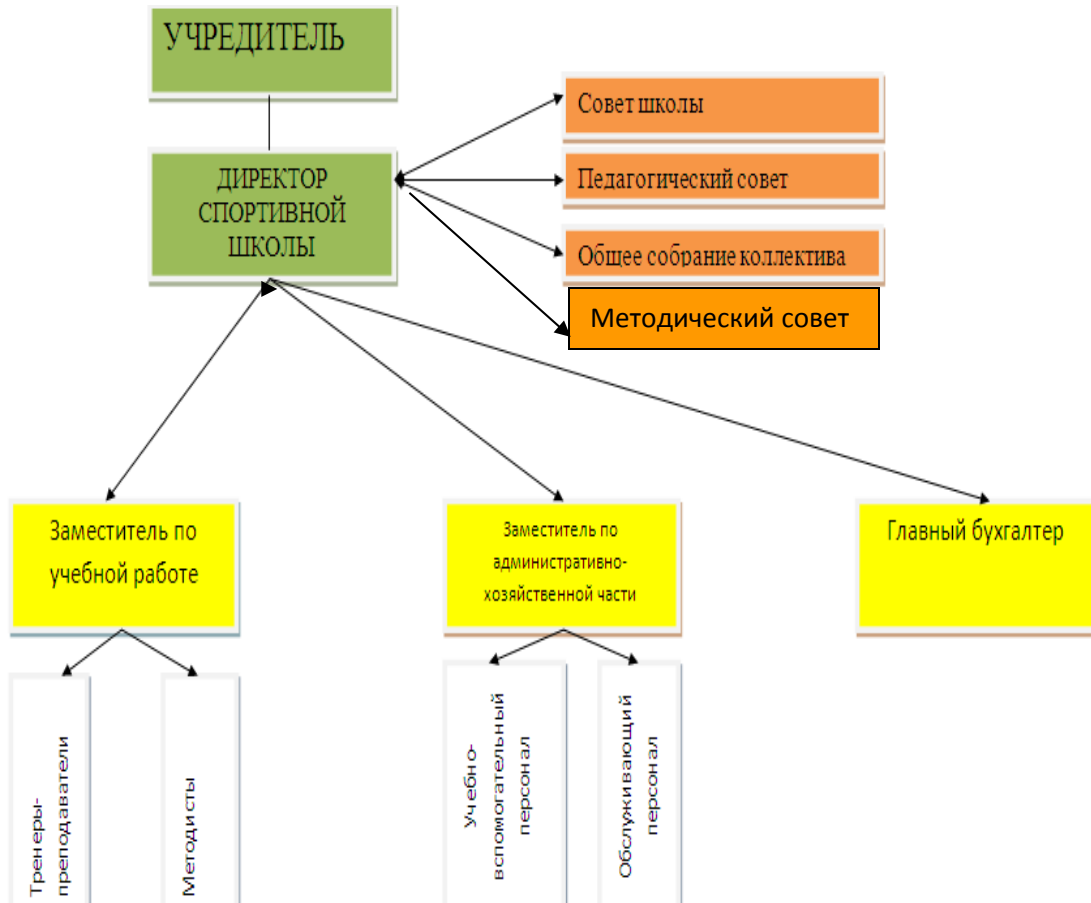 УЧРЕДИТЕЛЬ
ДИРЕКТОР
СПОРТИВНОЙ
ШКОЛЫ
Совет школы
Педагогический совет
Общее собрание коллектива
Методический совет
Заместитель по
учебной работе
Заместитель по
административно-
хозяйственной части
Главный бухгалтер
Тренеры-
преподаватели
Методисты
Учебно-
вспомогательный
персонал
Обслуживающий
персонал